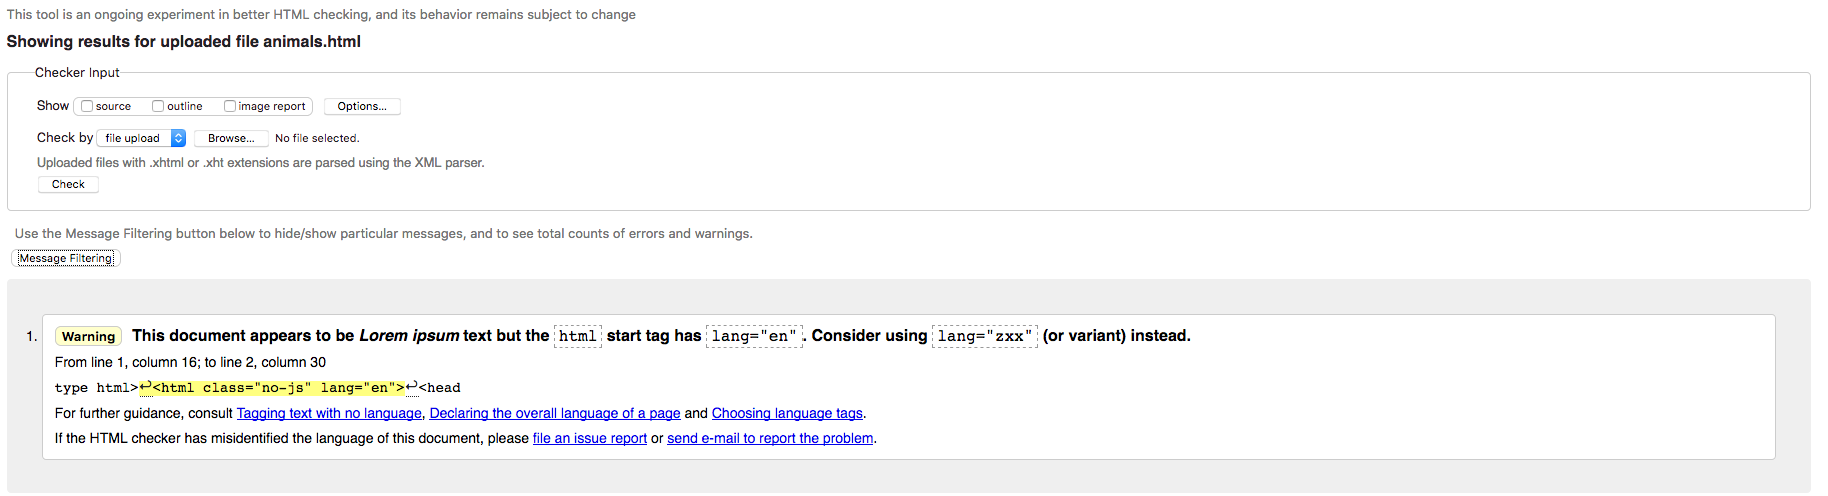 This tool is an ongoing experiment in better HTML checking, and its behavior remains subject to change
Showing results for uploaded file animals.html
Checker Input
Show source outline image report Options...
Check by file upload Browse... No file selected.
Uploaded files with .xhtml or .xht extensions are parsed using the XML parser.
Check
Use the Message Filtering button below to hide/show particular messages, and to see total counts of errors and warnings.
Message Filtering
1. Warning This document appears to be Lorem ipsum text but the html start tag has lang="en". Consider using lang="zxx" (or variant) instead.
From line 1, column 16; to line 2, column 30
type html>↩<html class="no-js" lang="en">↩<head
For further guidance, consult Tagging text with no language, Declaring the overall language of a page and Choosing language tags.
If the HTML checker has misidentified the language of this document, please file an issue report or send e-mail to report the problem.